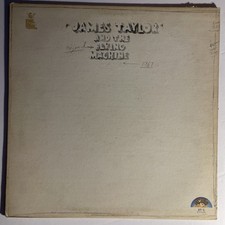 "JAMES TAYLOR"
AND THE
FLYING
MACHINE